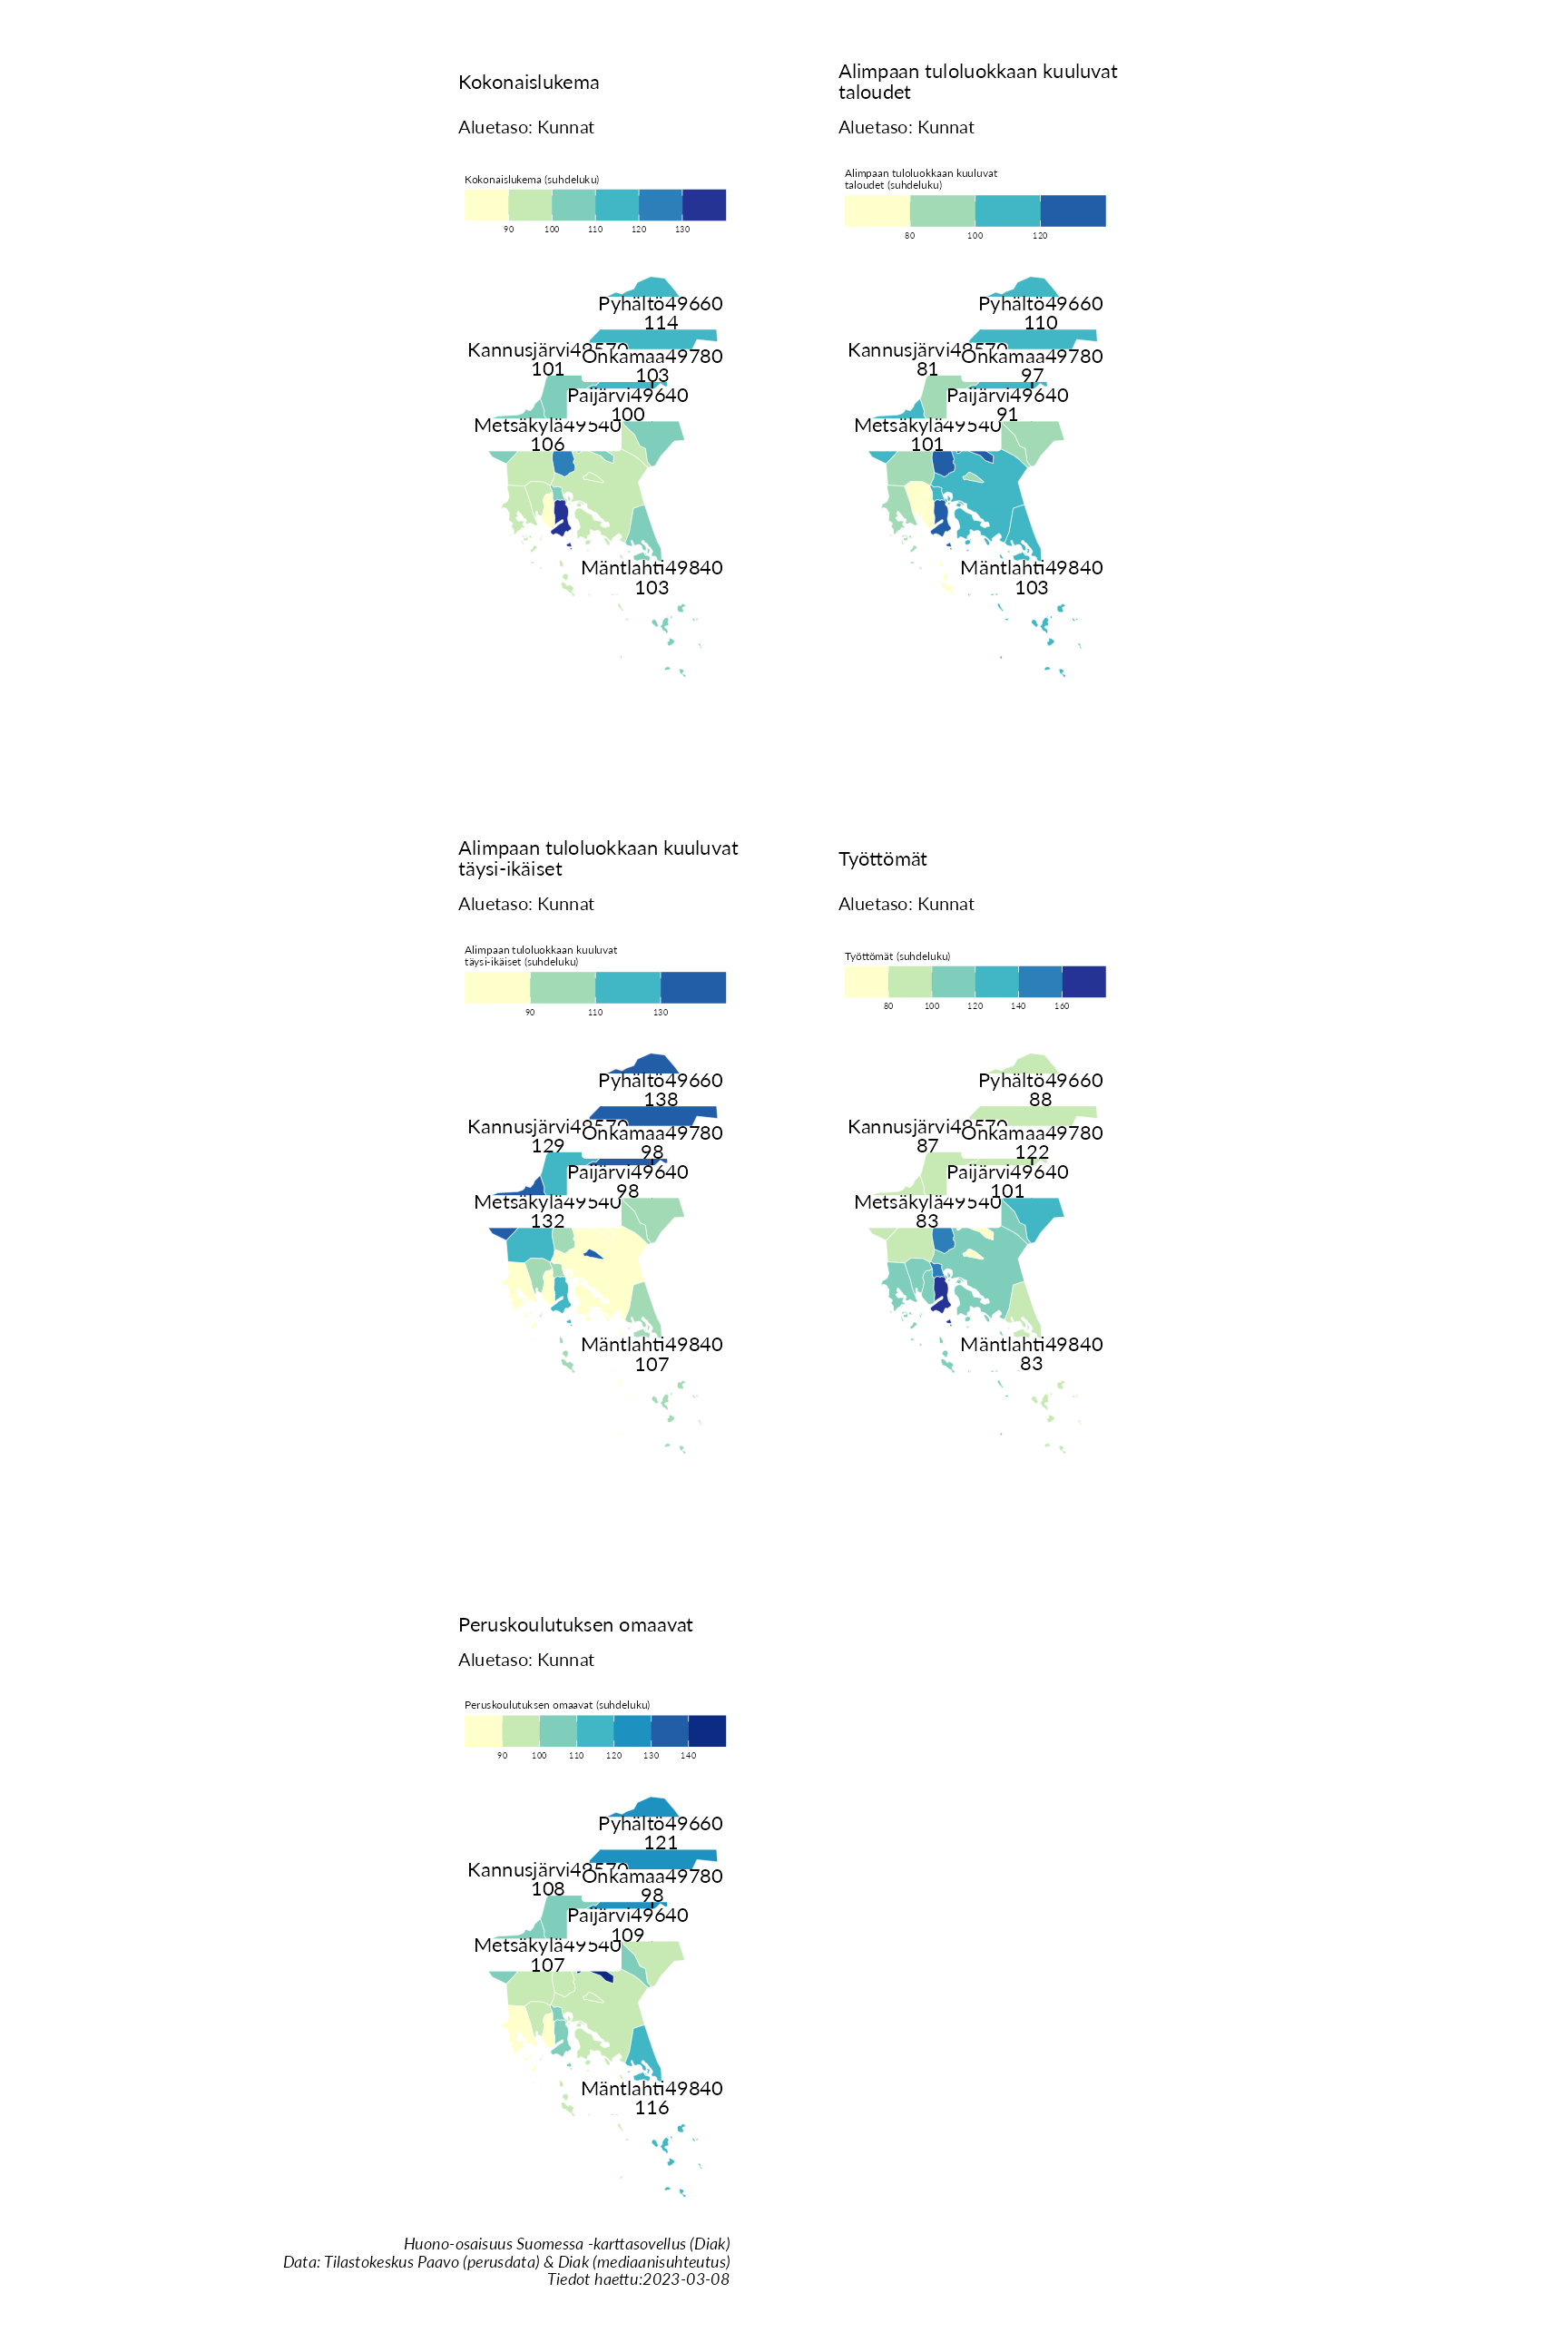 Kokonaislukema
Aluetaso: Kunnat
Kokonaislukema (suhdeluku)
90 100 110 120 130
Pyhältö49660
114
Kannusjärvi49570
101
Onkamaa49780
103
Paijärvi49640
100
Metsäkylä49540
106
Mäntlahti49840
103
Alimpaan tuloluokkaan kuuluvat
taloudet
Aluetaso: Kunnat
Alimpaan tuloluokkaan kuuluvat
taloudet (suhdeluku)
80 100 120
Pyhältö49660
110
Kannusjärvi49570
81
Onkamaa49780
97
Paijärvi49640
91
Metsäkylä49540
101
Mäntlahti49840
103
Alimpaan tuloluokkaan kuuluvat
täysi-ikäiset
Aluetaso: Kunnat
Alimpaan tuloluokkaan kuuluvat
täysi-ikäiset (suhdeluku)
90 110 130
Pyhältö49660
138
Kannusjärvi49570
129
Onkamaa49780
98
Paijärvi49640
98
Metsäkylä49540
132
Mäntlahti49840
107
Työttömät
Aluetaso: Kunnat
Työttömät (suhdeluku)
80 100 120 140 160
Pyhältö49660
88
Kannusjärvi49570
87
Onkamaa49780
122
Paijärvi49640
101
Metsäkylä49540
83
Mäntlahti49840
83
Peruskoulutuksen omaavat
Aluetaso: Kunnat
Peruskoulutuksen omaavat (suhdeluku)
90 100 110 120 130 140
Pyhältö49660
121
Kannusjärvi49570
108
Onkamaa49780
98
Paijärvi49640
109
Metsäkylä49540
107
Mäntlahti49840
116
Huono-osaisuus Suomessa -karttasovellus (Diak)
Data: Tilastokeskus Paavo (perusdata) & Diak (mediaanisuhteutus)
Tiedot haettu:2023-03-08